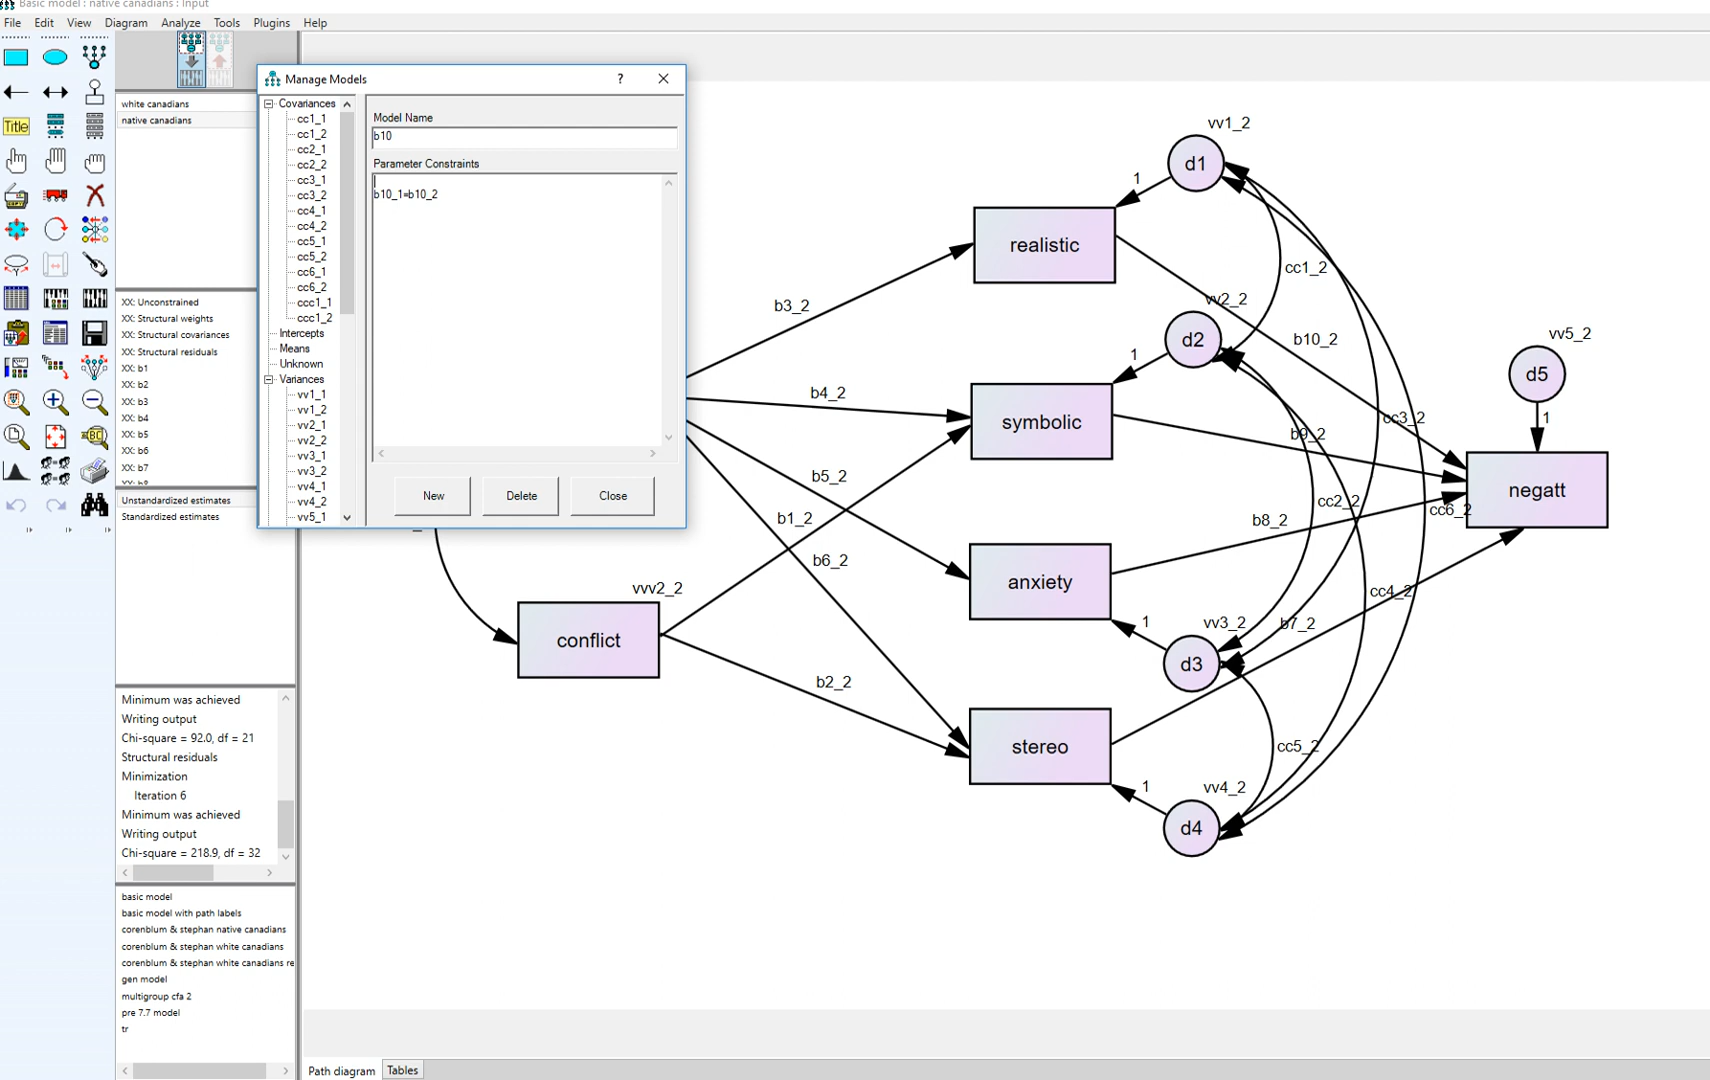 Basic model : native canadians : Input
File Edit View Diagram Analyze Tools Plugins Help
Title
white canadians
native canadians
XX: Unconstrained
XX: Structural weights
XX: Structural covariances
XX: Structural residuals
XX: b1
XX: b2
XX: b3
XX: b4
XX: b5
XX: b6
XX: b7
XX: b8
Unstandardized estimates
Standardized estimates
Minimum was achieved
Writing output
Chi-square = 92.0, df = 21
Structural residuals
Minimization
Iteration 6
Minimum was achieved
Writing output
Chi-square = 218.9, df = 32
basic model
basic model with path labels
corenblum & stephan native canadians
corenblum & stephan white canadians
corenblum & stephan white canadians re
gen model
multigroup cfa 2
pre 7.7 model
tr
Manage Models
?
Covariances
cc1_1
cc1_2
cc2_1
cc2_2
cc3_1
cc3_2
cc4_1
cc4_2
cc5_1
cc5_2
cc6_1
cc6_2
ccc1_1
ccc1_2
Intercepts
Means
Unknown
Variances
vv1_1
vv1_2
vv2_1
vv2_2
vv3_1
vv3_2
vv4_1
vv4_2
vv5_1
Model Name
b10
Parameter Constraints
b10_1=b10_2
New Delete Close
vv1_2
d1
1
realistic
cc1_2
b3_2
vv2_2
d2
b10_2
vv5_2
1
d5
b4_2
symbolic
cc3_2
1
b9_2
b5_2
negatt
cc2_2
cc6_2
b1_2
b8_2
b6_2
anxiety
vvv2_2
cc4_2
1
vv3_2
b7_2
conflict
d3
b2_2
stereo
cc5_2
1
vv4_2
d4
Path diagram Tables